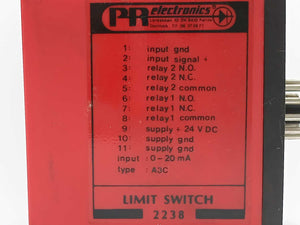 PR electronics
1: input gnd
2: input signal +
3: relay 2 N.O.
4: relay 2 N.C.
5: relay 2 common
6: relay 1 N.O.
7: relay 1 N.C.
8: relay 1 common
9: supply + 24 V DC
10: supply gnd
11: supply gnd
input : 0-20 mA
type : A3C
LIMIT SWITCH
2238